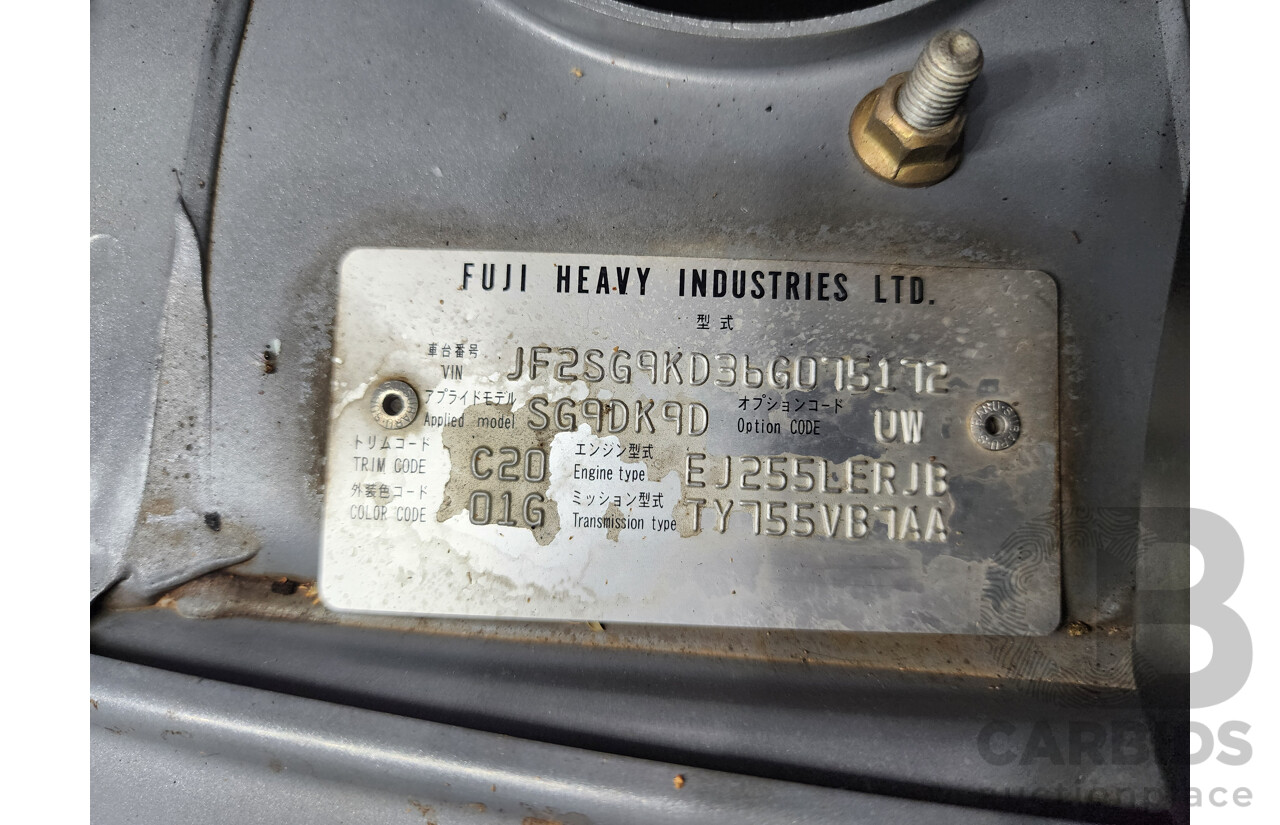 FUJI HEAVY INDUSTRIES LTD.
型式
車台番号
VIN JF2SG9KD36G075172
アプライドモデル
Applied model SG9DK9D
オプションコード
Option CODE UW
トリムコード
TRIM CODE C20
エンジン型式
Engine type EJ255LERJB
外装色コード
COLOR CODE 01G
ミッション型式
Transmission type TY755VB7AA
CARBIDS
auctionplace